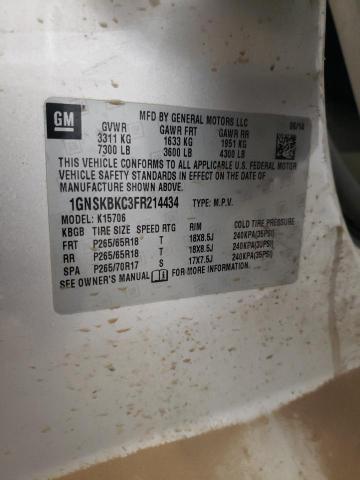 GM
MFD BY GENERAL MOTORS LLC
GVWR GAWR FRT GAWR RR
3311 KG 1633 KG 1951 KG
7300 LB 3600 LB 4300 LB
THIS VEHICLE CONFORMS TO ALL APPLICABLE U.S. FEDERAL MOTOR
VEHICLE SAFETY STANDARDS IN EFFECT ON THE DATE OF
MANUFACTURE SHOWN ABOVE.
1GNSKBKC3FR214434 TYPE: M.P.V.
MODEL: K15706
KBGB TIRE SIZE SPEED RTG RIM COLD TIRE PRESSURE
FRT P265/65R18 T 18X8.5J 240KPA(35PSI)
RR P265/65R18 T 18X8.5J 240KPA(35PSI)
SPA P265/70R17 S 17X7.5J 240KPA(35PSI)
SEE OWNER'S MANUAL